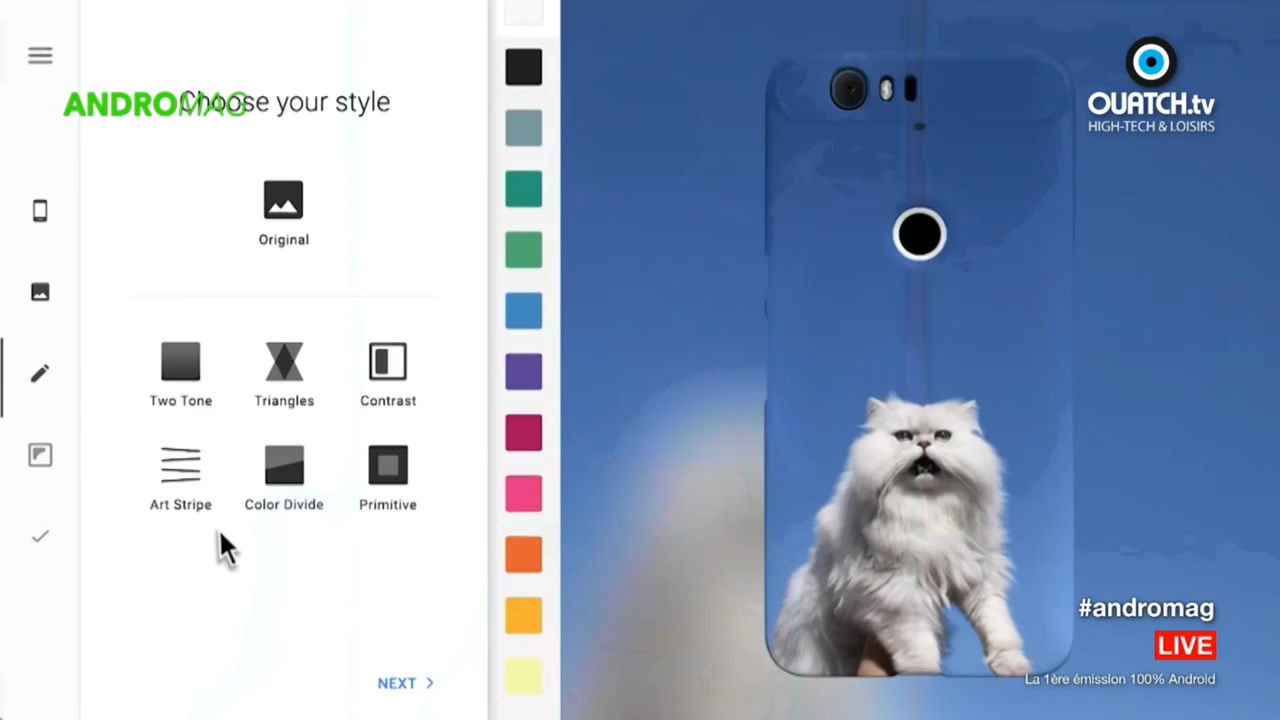 ANDROMAG
Choose your style
Original
Two Tone
Triangles
Contrast
Art Stripe
Color Divide
Primitive
NEXT
OUATCH.tv
HIGH-TECH & LOISIRS
#andromag
LIVE
La 1ère émission 100% Android